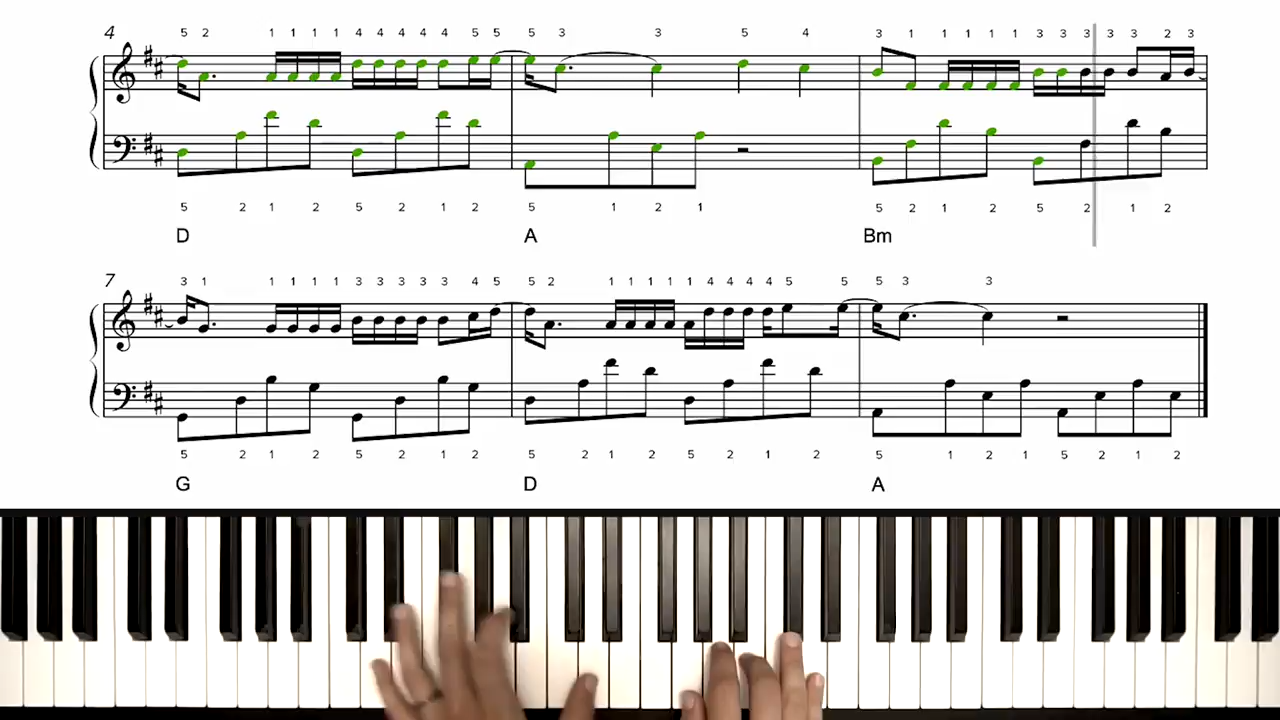 4
5 2 1 1 1 1 4 4 4 4 4 5 5 5 3 3 5 4 3 1 1 1 1 1 3 3 3 3 3 2 3
5 2 1 2 5 2 1 2 5 1 2 1 5 2 1 2 5 2 1 2
D A Bm
7
3 1 1 1 1 1 3 3 3 3 3 4 5 5 2 1 1 1 1 1 4 4 4 4 5 5 5 3 3
5 2 1 2 5 2 1 2 5 2 1 2 5 2 1 2 5 1 2 1 5 2 1 2
G D A